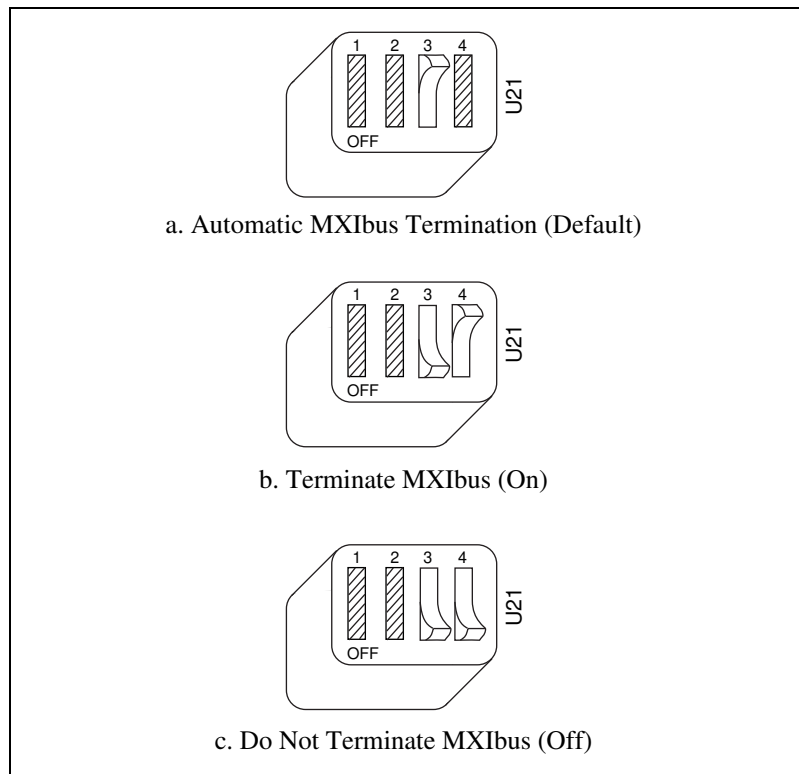 1 2 3 4
OFF
U21
a. Automatic MXIbus Termination (Default)
1 2 3 4
OFF
U21
b. Terminate MXIbus (On)
1 2 3 4
OFF
U21
c. Do Not Terminate MXIbus (Off)